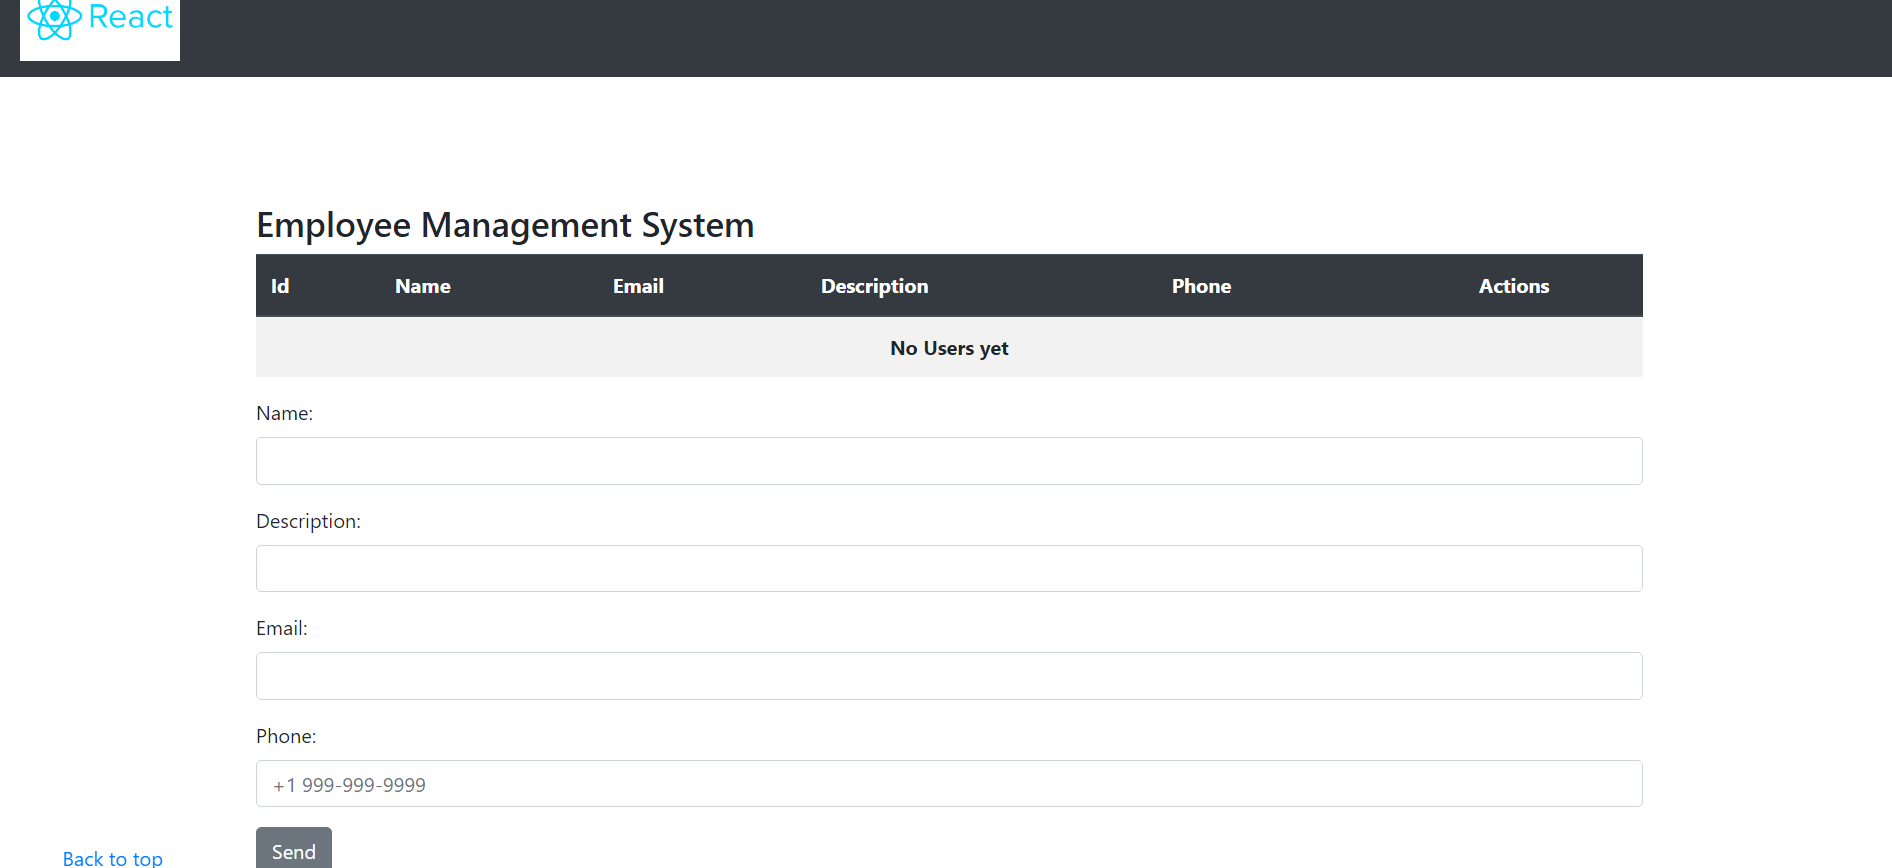 React
Employee Management System
Id Name Email Description Phone Actions
No Users yet
Name:
Description:
Email:
Phone:
+1 999-999-9999
Send
Back to top